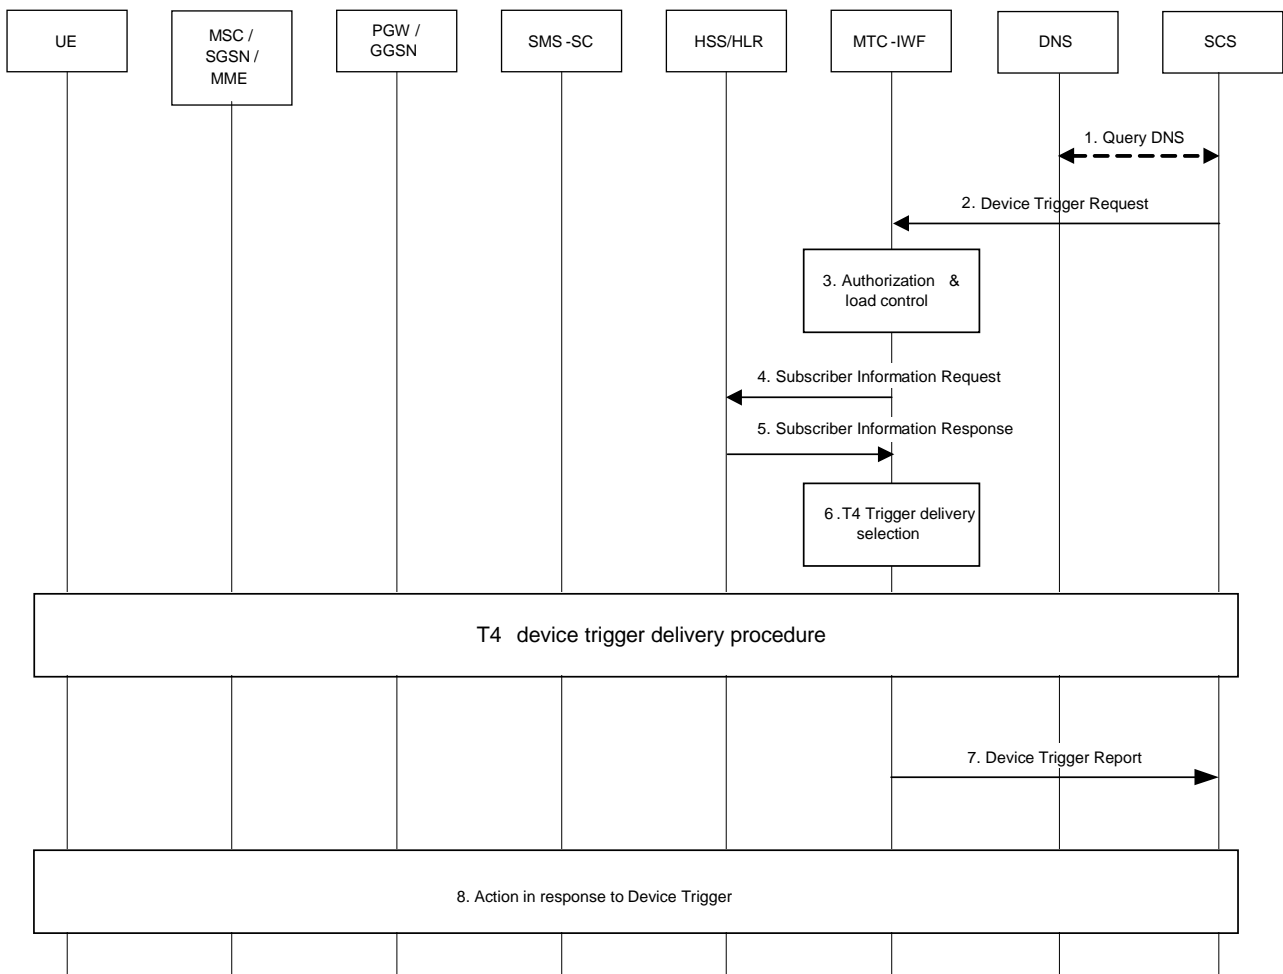 UE
MSC /
SGSN /
MME
PGW /
GGSN
SMS -SC
HSS/HLR
MTC -IWF
DNS
SCS
1. Query DNS
2. Device Trigger Request
3. Authorization &
load control
4. Subscriber Information Request
5. Subscriber Information Response
6 .T4 Trigger delivery
selection
T4 device trigger delivery procedure
7. Device Trigger Report
8. Action in response to Device Trigger